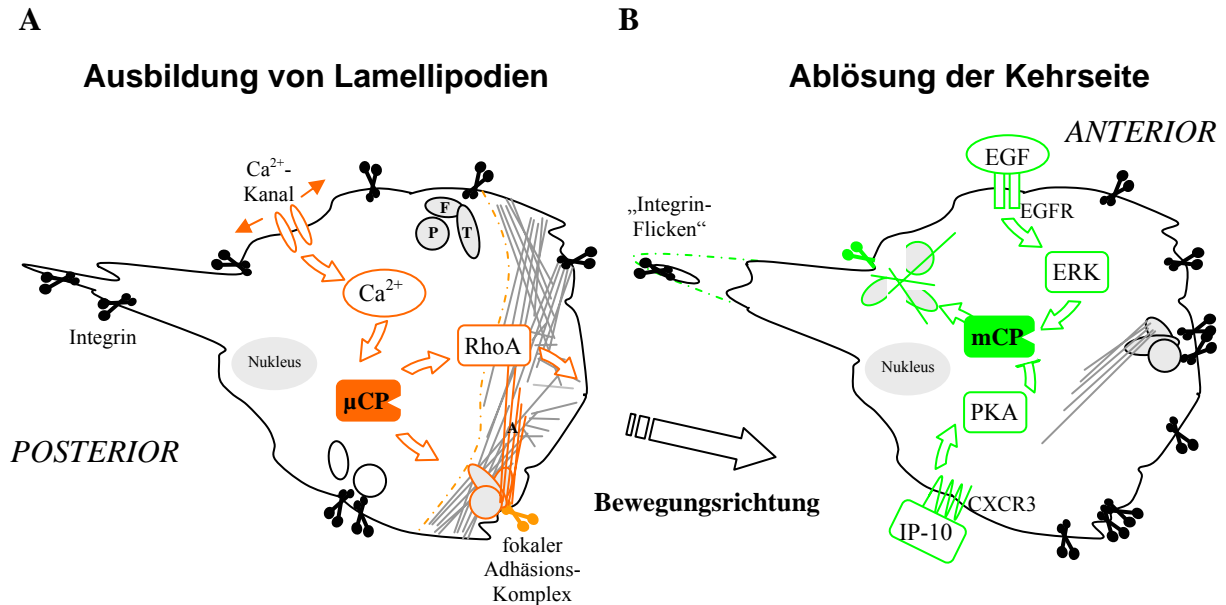 A
B
Ausbildung von Lamellipodien
Ablösung der Kehrseite
Ca²⁺-
Kanal
F
P
T
Ca²⁺
Integrin
RhoA
Nukleus
µCP
A
POSTERIOR
fokaler
Adhäsions-
Komplex
ANTERIOR
EGF
EGFR
„Integrin-
Flicken“
ERK
mCP
Nukleus
PKA
CXCR3
IP-10
Bewegungsrichtung